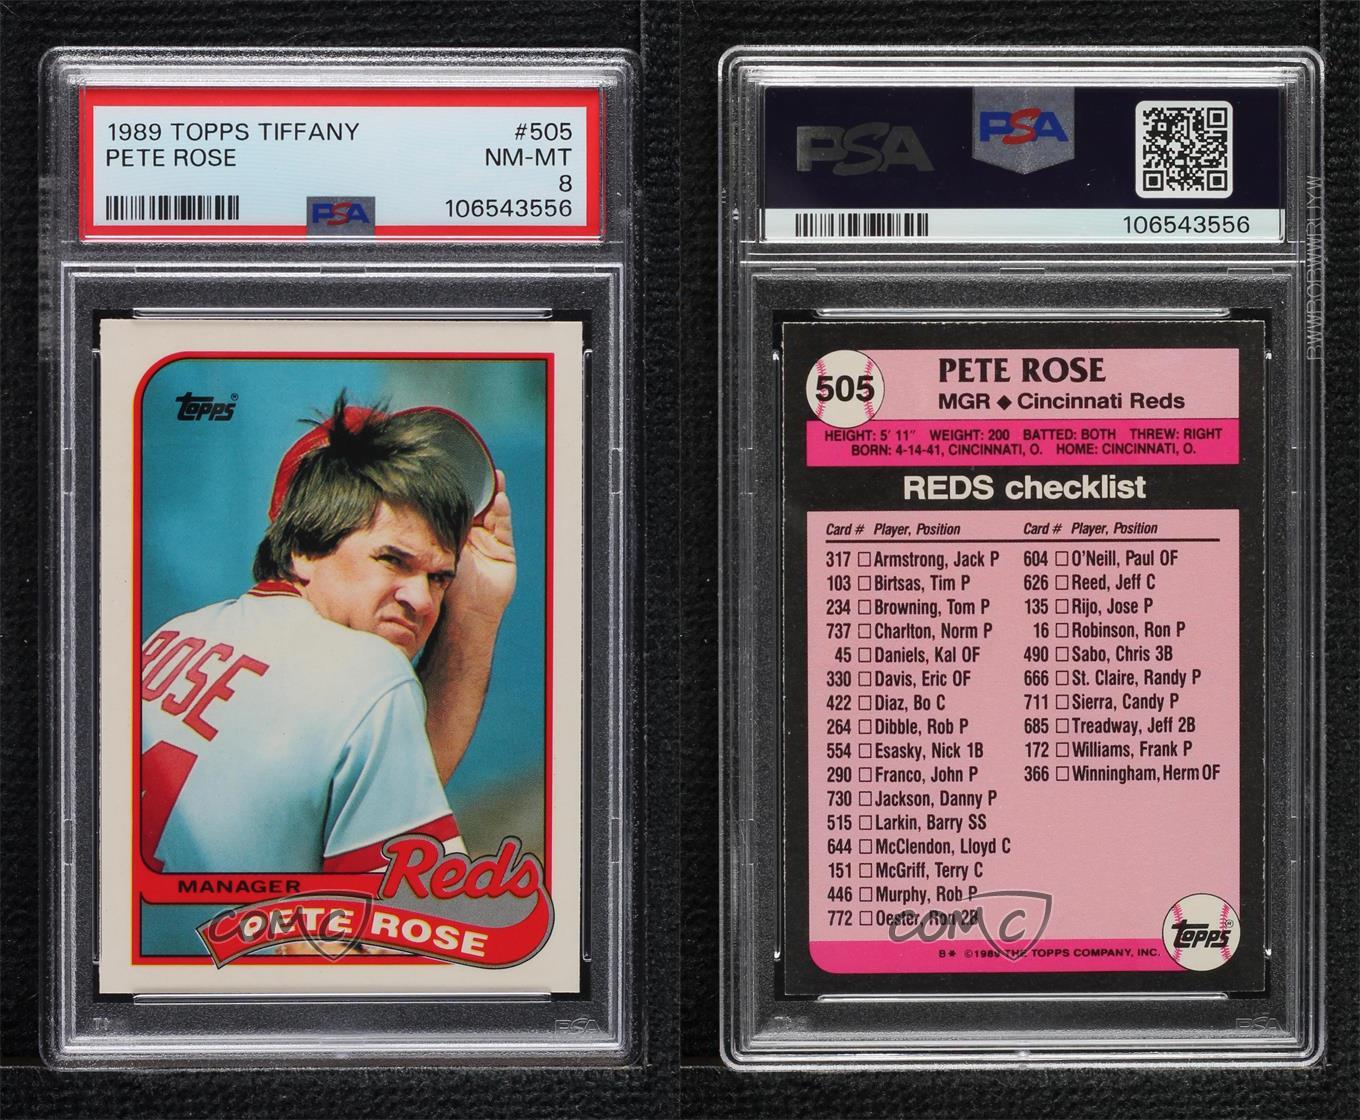 1989 TOPPS TIFFANY #505
PETE ROSE NM-MT
8
PSA 106543556
topps®
ROSE
MANAGER Reds
PETE ROSE
COMC
PSA
PSA PSA
106543556
BWWROBWWRLYW
505 PETE ROSE
MGR ◆ Cincinnati Reds
HEIGHT: 5' 11" WEIGHT: 200 BATTED: BOTH THREW: RIGHT
BORN: 4-14-41, CINCINNATI, O. HOME: CINCINNATI, O.
REDS checklist
Card # Player, Position Card # Player, Position
317 ☐ Armstrong, Jack P 604 ☐ O'Neill, Paul OF
103 ☐ Birtsas, Tim P 626 ☐ Reed, Jeff C
234 ☐ Browning, Tom P 135 ☐ Rijo, Jose P
737 ☐ Charlton, Norm P 16 ☐ Robinson, Ron P
45 ☐ Daniels, Kal OF 490 ☐ Sabo, Chris 3B
330 ☐ Davis, Eric OF 666 ☐ St. Claire, Randy P
422 ☐ Diaz, Bo C 711 ☐ Sierra, Candy P
264 ☐ Dibble, Rob P 685 ☐ Treadway, Jeff 2B
554 ☐ Esasky, Nick 1B 172 ☐ Williams, Frank P
290 ☐ Franco, John P 366 ☐ Winningham, Herm OF
730 ☐ Jackson, Danny P
515 ☐ Larkin, Barry SS
644 ☐ McClendon, Lloyd C
151 ☐ McGriff, Terry C
446 ☐ Murphy, Rob P
772 ☐ Oester, Ron 2B
COMC
topps®
B* ©1989 THE TOPPS COMPANY, INC.
PSA